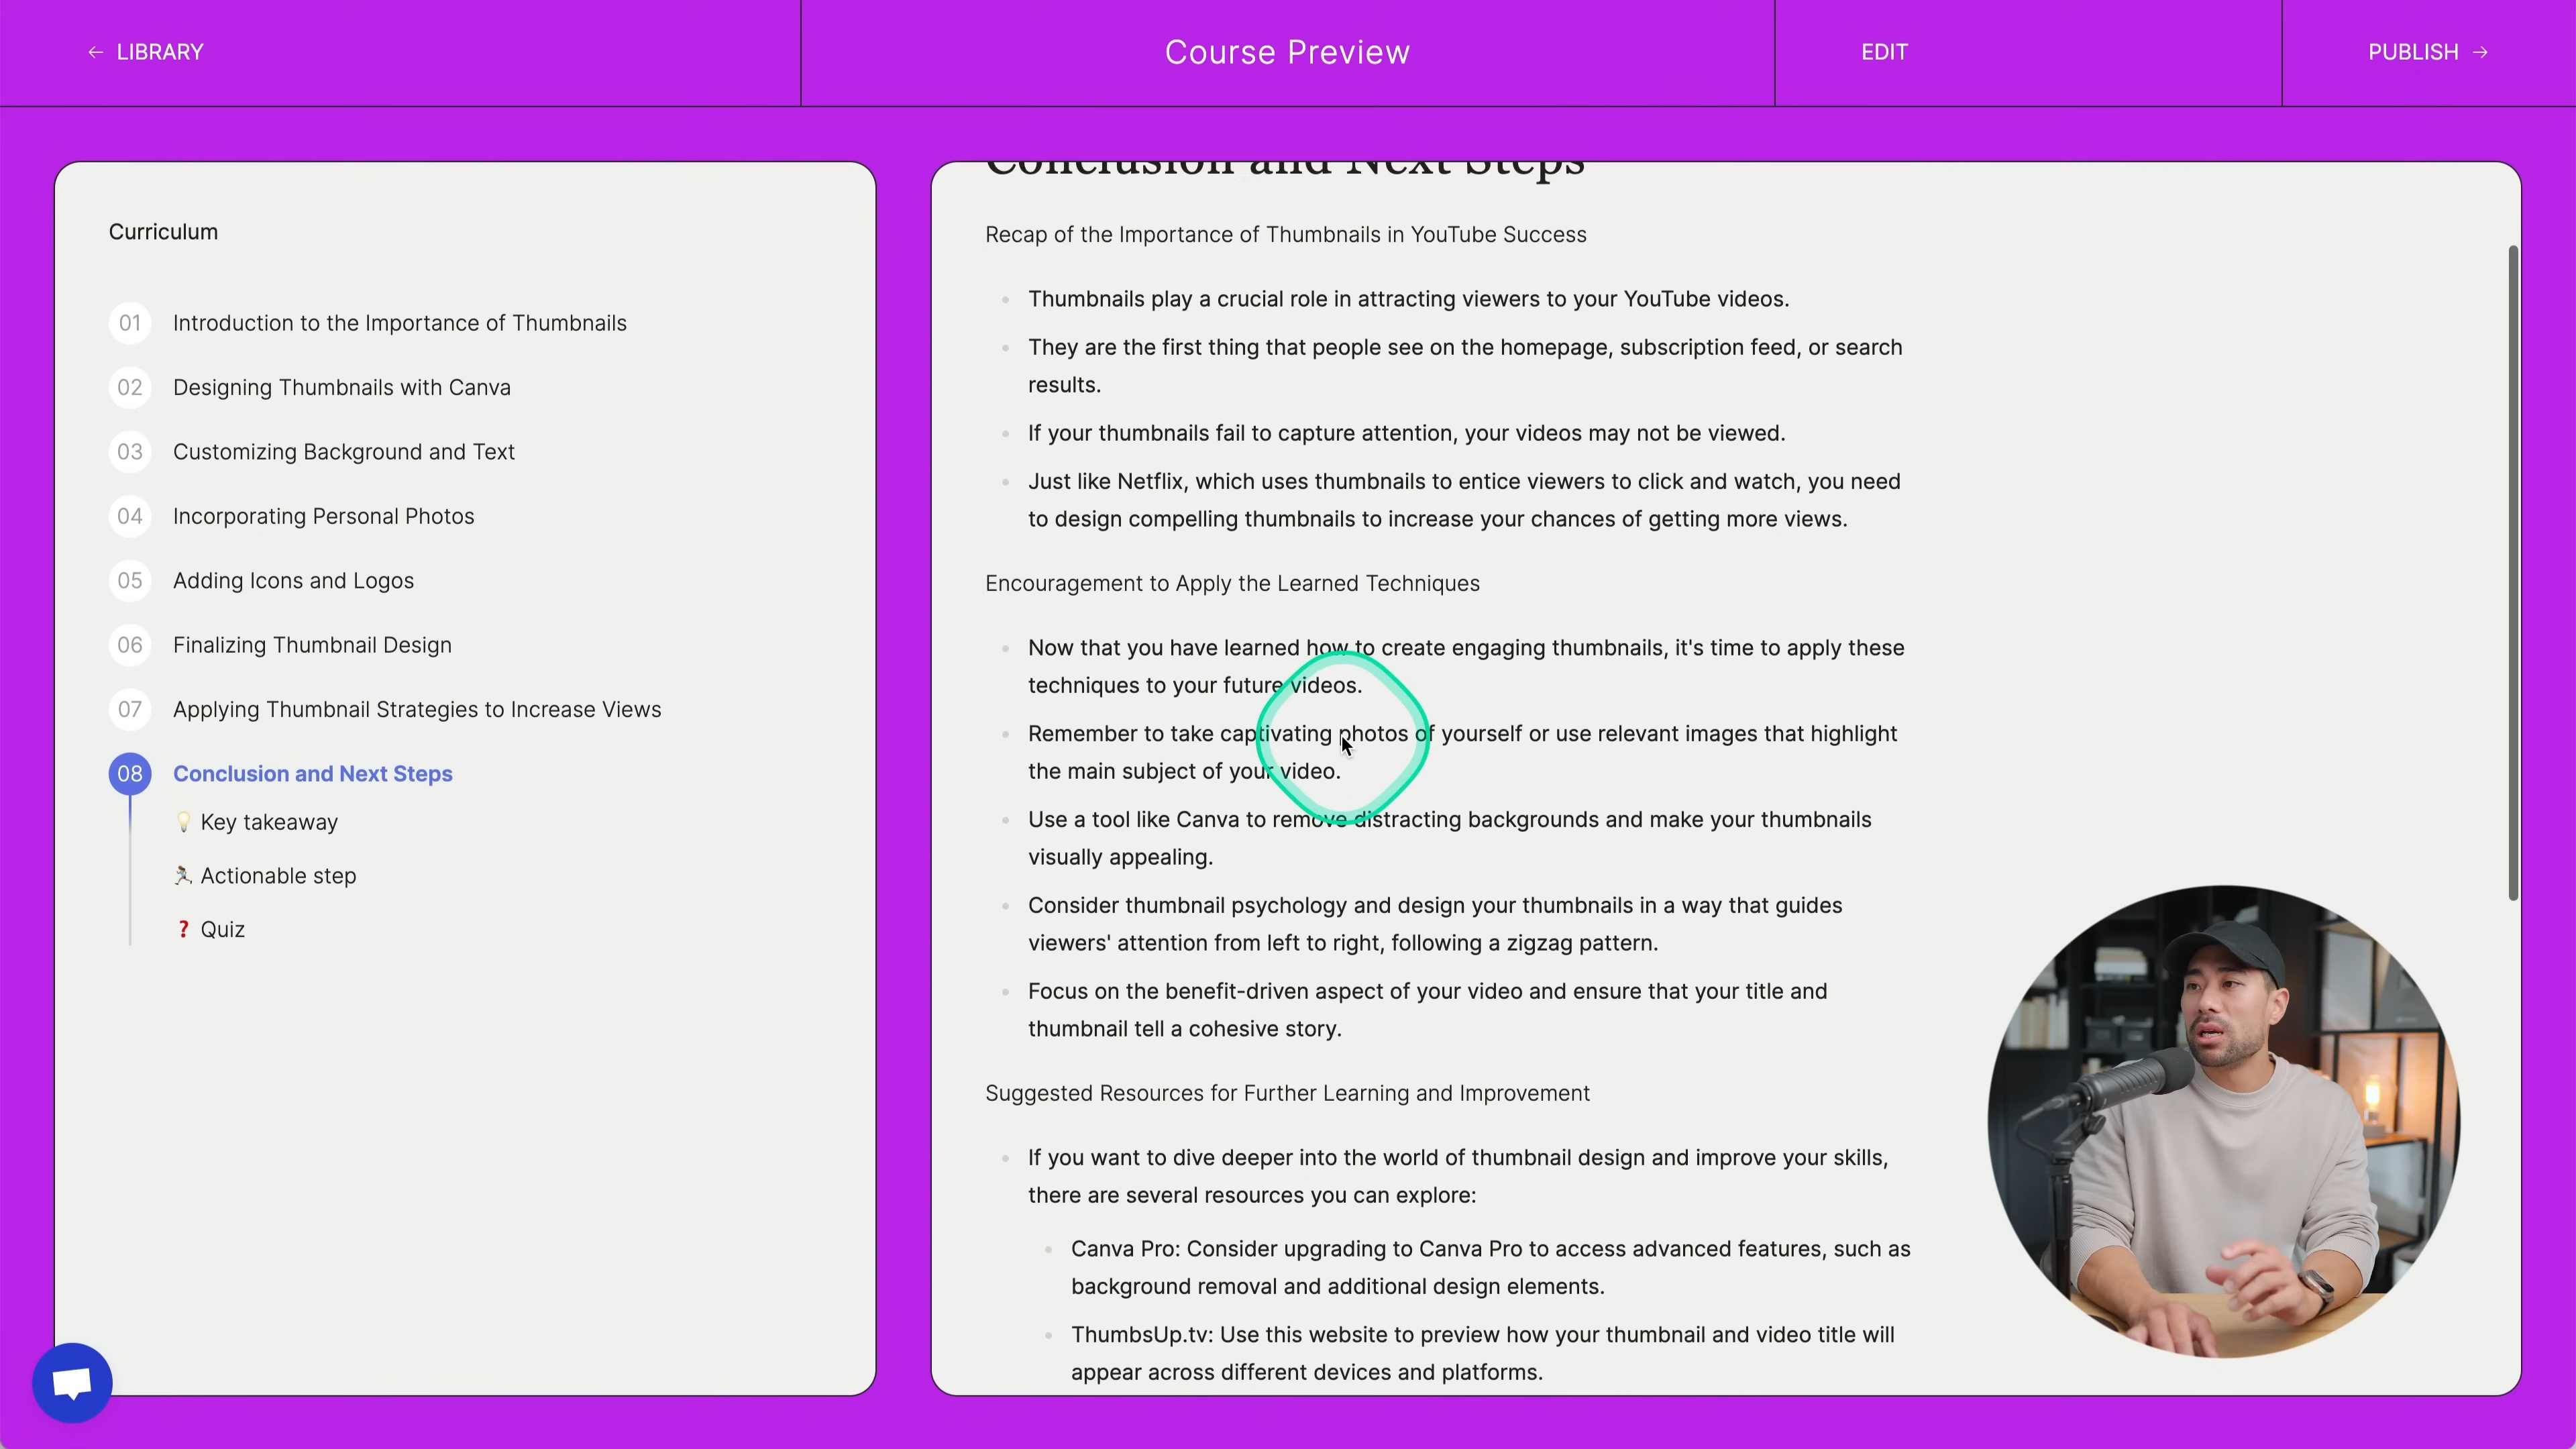 ← LIBRARY
Course Preview
EDIT
PUBLISH →
Curriculum
01 Introduction to the Importance of Thumbnails
02 Designing Thumbnails with Canva
03 Customizing Background and Text
04 Incorporating Personal Photos
05 Adding Icons and Logos
06 Finalizing Thumbnail Design
07 Applying Thumbnail Strategies to Increase Views
08 Conclusion and Next Steps
💡 Key takeaway
Actionable step
❓ Quiz
Conclusion and Next Steps
Recap of the Importance of Thumbnails in YouTube Success
Thumbnails play a crucial role in attracting viewers to your YouTube videos.
They are the first thing that people see on the homepage, subscription feed, or search
results.
If your thumbnails fail to capture attention, your videos may not be viewed.
Just like Netflix, which uses thumbnails to entice viewers to click and watch, you need
to design compelling thumbnails to increase your chances of getting more views.
Encouragement to Apply the Learned Techniques
Now that you have learned how to create engaging thumbnails, it's time to apply these
techniques to your future videos.
Remember to take captivating photos of yourself or use relevant images that highlight
the main subject of your video.
Use a tool like Canva to remove distracting backgrounds and make your thumbnails
visually appealing.
Consider thumbnail psychology and design your thumbnails in a way that guides
viewers' attention from left to right, following a zigzag pattern.
Focus on the benefit-driven aspect of your video and ensure that your title and
thumbnail tell a cohesive story.
Suggested Resources for Further Learning and Improvement
If you want to dive deeper into the world of thumbnail design and improve your skills,
there are several resources you can explore:
Canva Pro: Consider upgrading to Canva Pro to access advanced features, such as
background removal and additional design elements.
ThumbsUp.tv: Use this website to preview how your thumbnail and video title will
appear across different devices and platforms.